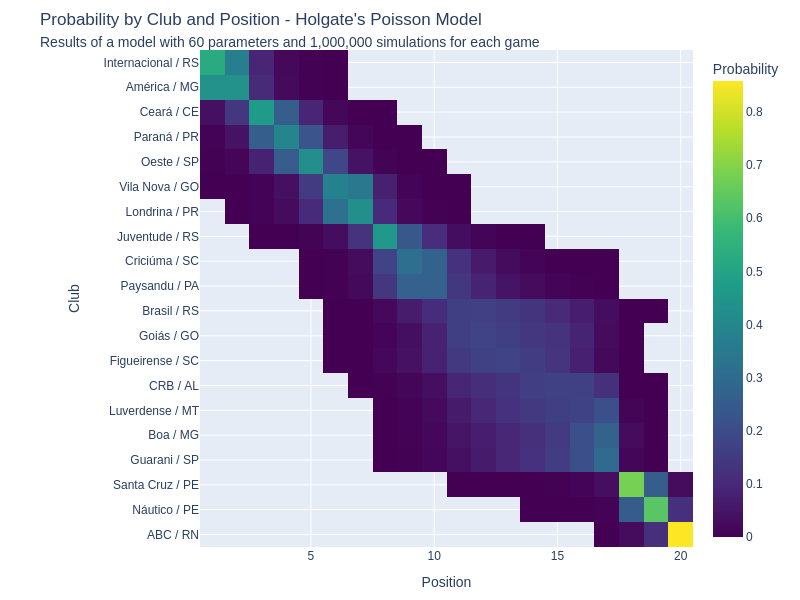 Probability by Club and Position - Holgate's Poisson Model
Results of a model with 60 parameters and 1,000,000 simulations for each game
Probability
Internacional / RS
América / MG
Ceará / CE
Paraná / PR
Oeste / SP
Vila Nova / GO
Londrina / PR
Juventude / RS
Criciúma / SC
Paysandu / PA
Brasil / RS
Goiás / GO
Figueirense / SC
CRB / AL
Luverdense / MT
Boa / MG
Guarani / SP
Santa Cruz / PE
Náutico / PE
ABC / RN
Club
5
10
15
20
Position
0.8
0.7
0.6
0.5
0.4
0.3
0.2
0.1
0